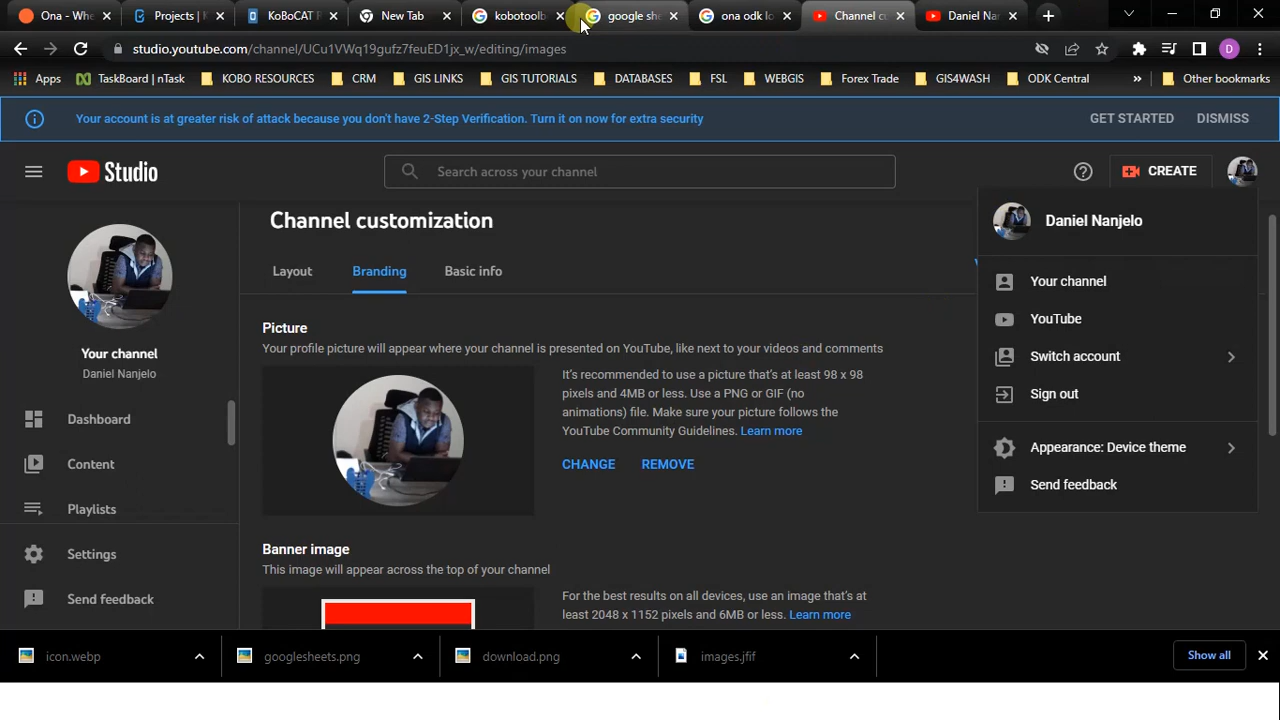 Ona - Whe
Projects | K
KoBoCAT P
New Tab
kobotoolb
google she
ona odk lo
Channel cu
Daniel Nan
studio.youtube.com/channel/UCu1VWq19gufz7feuED1jx_w/editing/images
D
Apps
TaskBoard | nTask
KOBO RESOURCES
CRM
GIS LINKS
GIS TUTORIALS
DATABASES
FSL
WEBGIS
Forex Trade
GIS4WASH
ODK Central
»
Other bookmarks
Your account is at greater risk of attack because you don't have 2-Step Verification. Turn it on now for extra security
GET STARTED
DISMISS
Studio
Search across your channel
CREATE
Channel customization
Daniel Nanjelo
Layout
Branding
Basic info
Your channel
YouTube
Switch account
Sign out
Appearance: Device theme
Send feedback
Your channel
Daniel Nanjelo
Dashboard
Content
Playlists
Settings
Send feedback
Picture
Your profile picture will appear where your channel is presented on YouTube, like next to your videos and comments
It's recommended to use a picture that's at least 98 x 98
pixels and 4MB or less. Use a PNG or GIF (no
animations) file. Make sure your picture follows the
YouTube Community Guidelines. Learn more
CHANGE
REMOVE
Banner image
This image will appear across the top of your channel
For the best results on all devices, use an image that's at
least 2048 x 1152 pixels and 6MB or less. Learn more
icon.webp
googlesheets.png
download.png
images.jfif
Show all